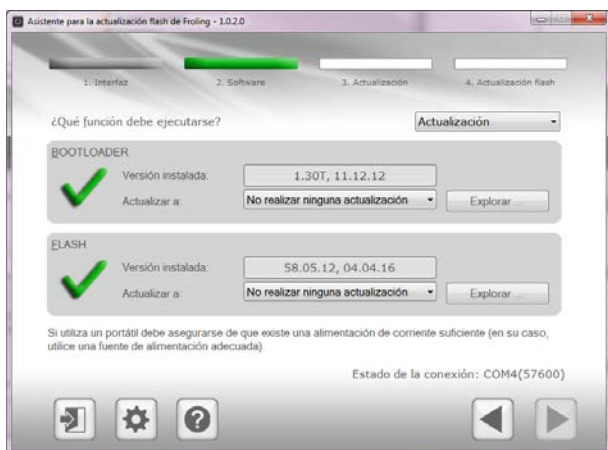 Asistente para la actualización flash de Froling - 1.0.2.0
1. Interfaz 2. Software 3. Actualización 4. Actualización flash
¿Qué función debe ejecutarse? Actualización
BOOTLOADER
Versión instalada: 1.30T, 11.12.12
Actualizar a: No realizar ninguna actualización Explorar ...
FLASH
Versión instalada: 58.05.12, 04.04.16
Actualizar a: No realizar ninguna actualización Explorar ...
Si utiliza un portátil debe asegurarse de que existe una alimentación de corriente suficiente (en su caso,
utilice una fuente de alimentación adecuada).
Estado de la conexión: COM4(57600)